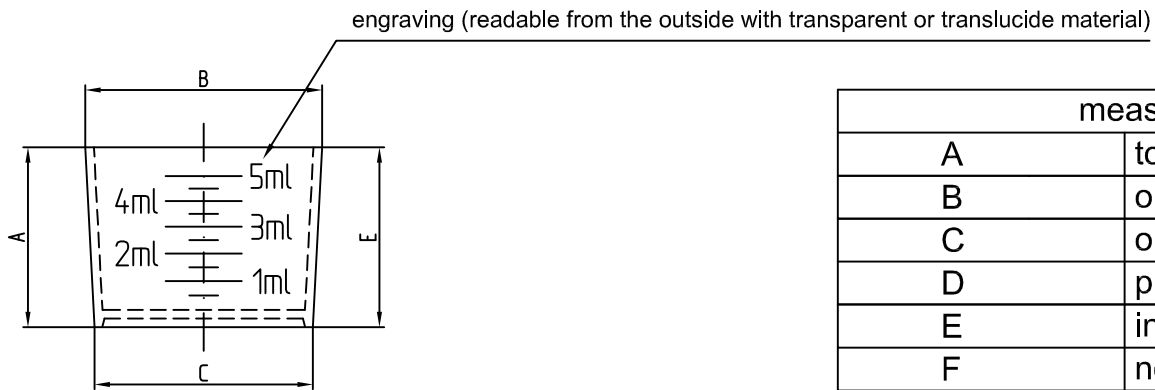 engraving (readable from the outside with transparent or translucide material)
B
A
E
C
5ml
4ml
3ml
2ml
1ml
A
B
C
D
E
F